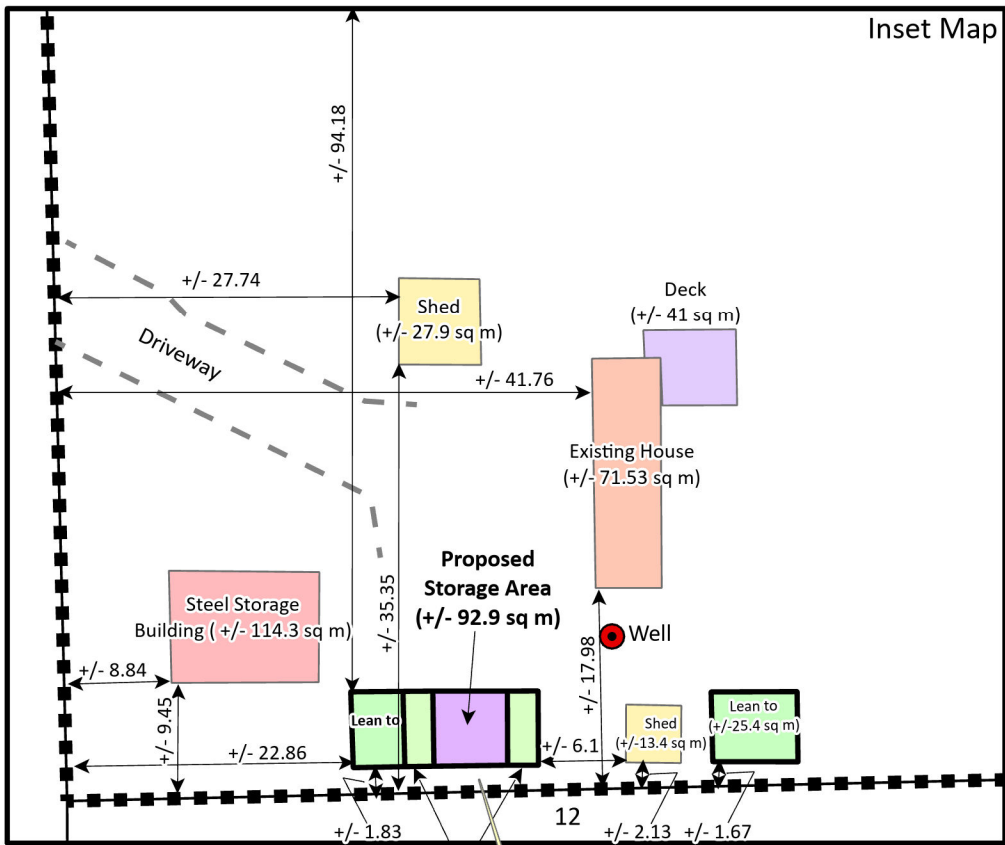 Inset Map
+/- 94.18
+/- 27.74
Shed
(+/- 27.9 sq m)
Deck
(+/- 41 sq m)
Driveway
+/- 41.76
Existing House
(+/- 71.53 sq m)
Proposed
Storage Area
(+/- 92.9 sq m)
Steel Storage
Building ( +/- 114.3 sq m)
+/- 35.35
Well
+/- 8.84
+/- 9.45
+/- 17.98
Lean to
Lean to
(+/-25.4 sq m)
Shed
(+/-13.4 sq m)
+/- 6.1
+/- 22.86
12
+/- 1.83
+/- 2.13
+/- 1.67